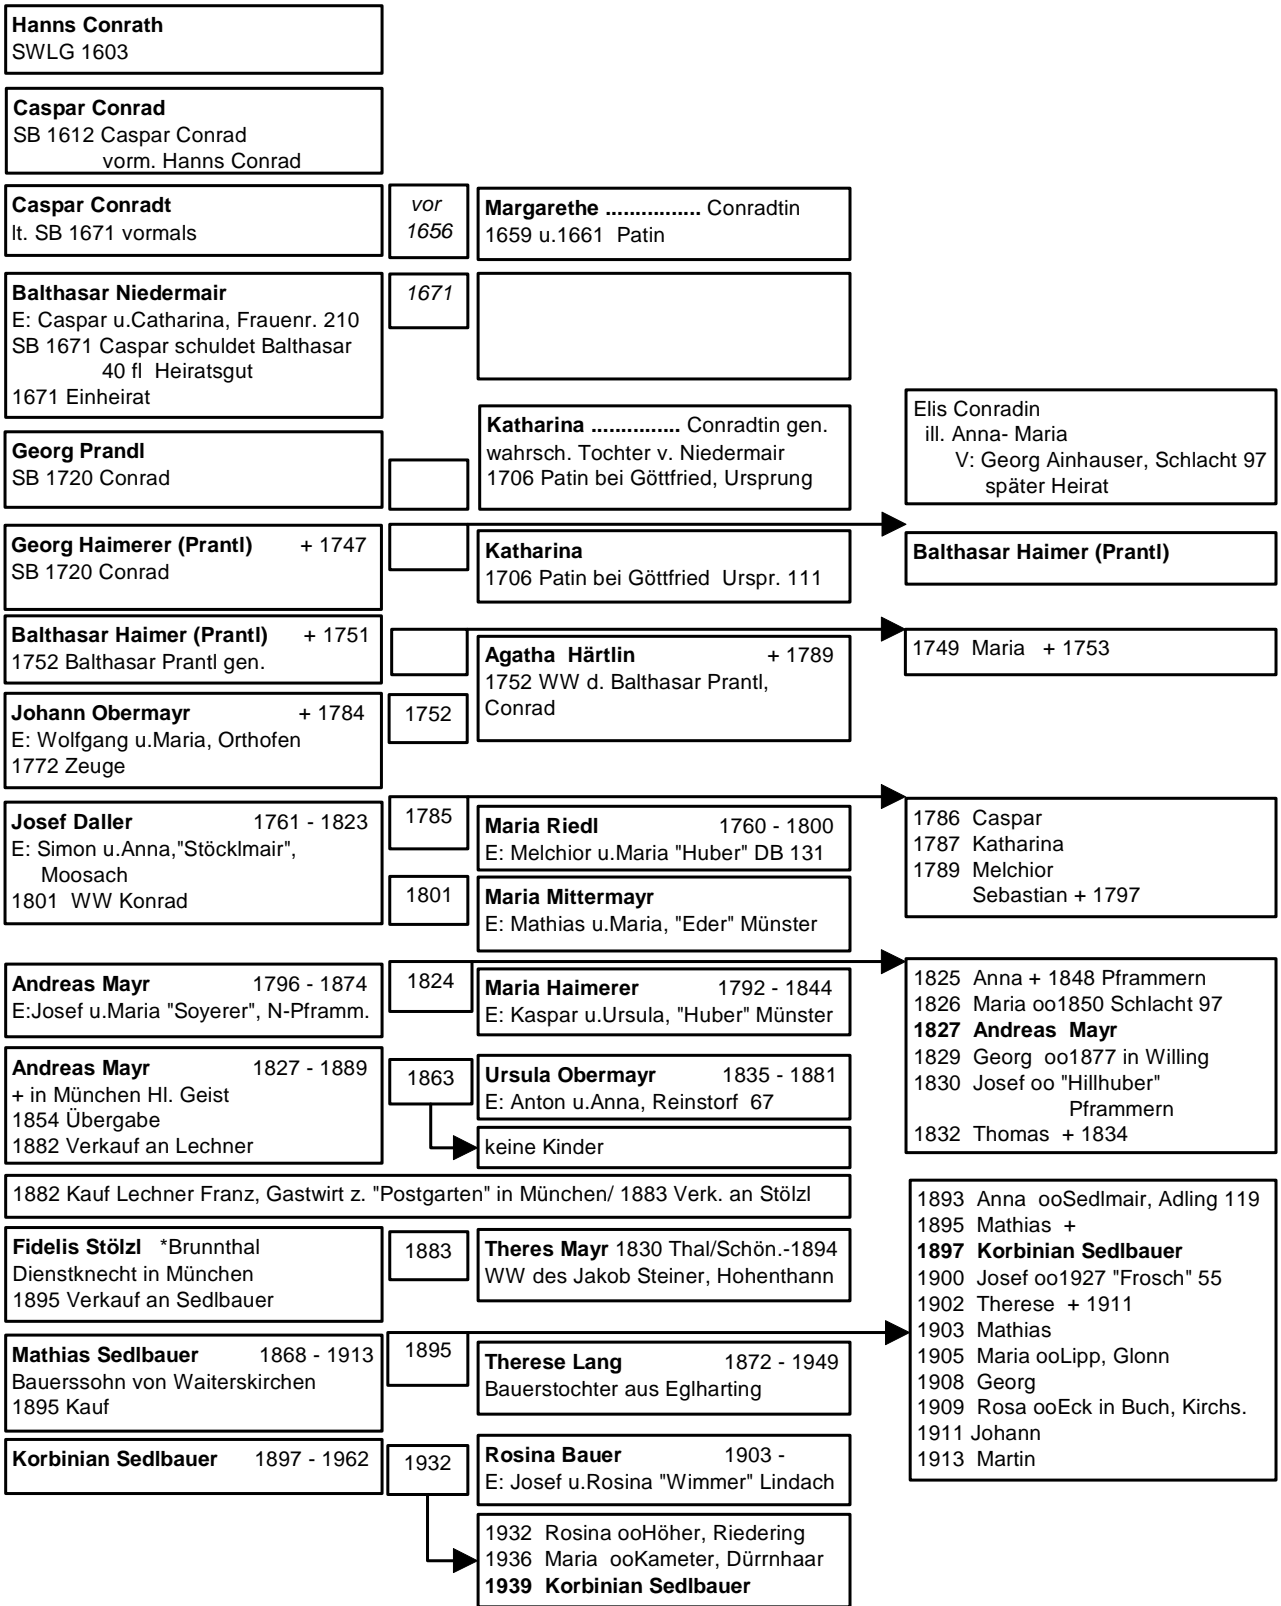 Hanns Conrath
SWLG 1603
Caspar Conrad
SB 1612 Caspar Conrad
vorm. Hanns Conrad
Caspar Conradt
lt. SB 1671 vormals
vor
1656
Margarethe ................ Conradtin
1659 u.1661 Patin
Balthasar Niedermair
E: Caspar u.Catharina, Frauenr. 210
SB 1671 Caspar schuldet Balthasar
40 fl Heiratsgut
1671 Einheirat
1671
Georg Prandl
SB 1720 Conrad
Katharina ............... Conradtin gen.
wahrsch. Tochter v. Niedermair
1706 Patin bei Göttfried, Ursprung
Elis Conradin
ill. Anna- Maria
V: Georg Ainhauser, Schlacht 97
später Heirat
Georg Haimerer (Prantl) + 1747
SB 1720 Conrad
Katharina
1706 Patin bei Göttfried Urspr. 111
Balthasar Haimer (Prantl)
Balthasar Haimer (Prantl) + 1751
1752 Balthasar Prantl gen.
Agatha Härtlin + 1789
1752 WW d. Balthasar Prantl,
Conrad
1749 Maria + 1753
Johann Obermayr + 1784
E: Wolfgang u.Maria, Orthofen
1772 Zeuge
1752
Josef Daller 1761 - 1823
E: Simon u.Anna,"Stöcklmair",
Moosach
1801 WW Konrad
1785
Maria Riedl 1760 - 1800
E: Melchior u.Maria "Huber" DB 131
1801
Maria Mittermayr
E: Mathias u.Maria, "Eder" Münster
1786 Caspar
1787 Katharina
1789 Melchior
Sebastian + 1797
Andreas Mayr 1796 - 1874
E:Josef u.Maria "Soyerer", N-Pframm.
1824
Maria Haimerer 1792 - 1844
E: Kaspar u.Ursula, "Huber" Münster
1825 Anna + 1848 Pframmern
1826 Maria oo1850 Schlacht 97
1827 Andreas Mayr
1829 Georg oo1877 in Willing
1830 Josef oo "Hillhuber"
Pframmern
1832 Thomas + 1834
Andreas Mayr 1827 - 1889
+ in München Hl. Geist
1854 Übergabe
1882 Verkauf an Lechner
1863
Ursula Obermayr 1835 - 1881
E: Anton u.Anna, Reinstorf 67
keine Kinder
1882 Kauf Lechner Franz, Gastwirt z. "Postgarten" in München/ 1883 Verk. an Stölzl
Fidelis Stölzl *Brunnthal
Dienstknecht in München
1895 Verkauf an Sedlbauer
1883
Theres Mayr 1830 Thal/Schön.-1894
WW des Jakob Steiner, Hohenthann
Mathias Sedlbauer 1868 - 1913
Bauerssohn von Waiterskirchen
1895 Kauf
1895
Therese Lang 1872 - 1949
Bauerstochter aus Eglharting
1893 Anna ooSedlmair, Adling 119
1895 Mathias +
1897 Korbinian Sedlbauer
1900 Josef oo1927 "Frosch" 55
1902 Therese + 1911
1903 Mathias
1905 Maria ooLipp, Glonn
1908 Georg
1909 Rosa ooEck in Buch, Kirchs.
1911 Johann
1913 Martin
Korbinian Sedlbauer 1897 - 1962
1932
Rosina Bauer 1903 -
E: Josef u.Rosina "Wimmer" Lindach
1932 Rosina ooHöher, Riedering
1936 Maria ooKameter, Dürrnhaar
1939 Korbinian Sedlbauer